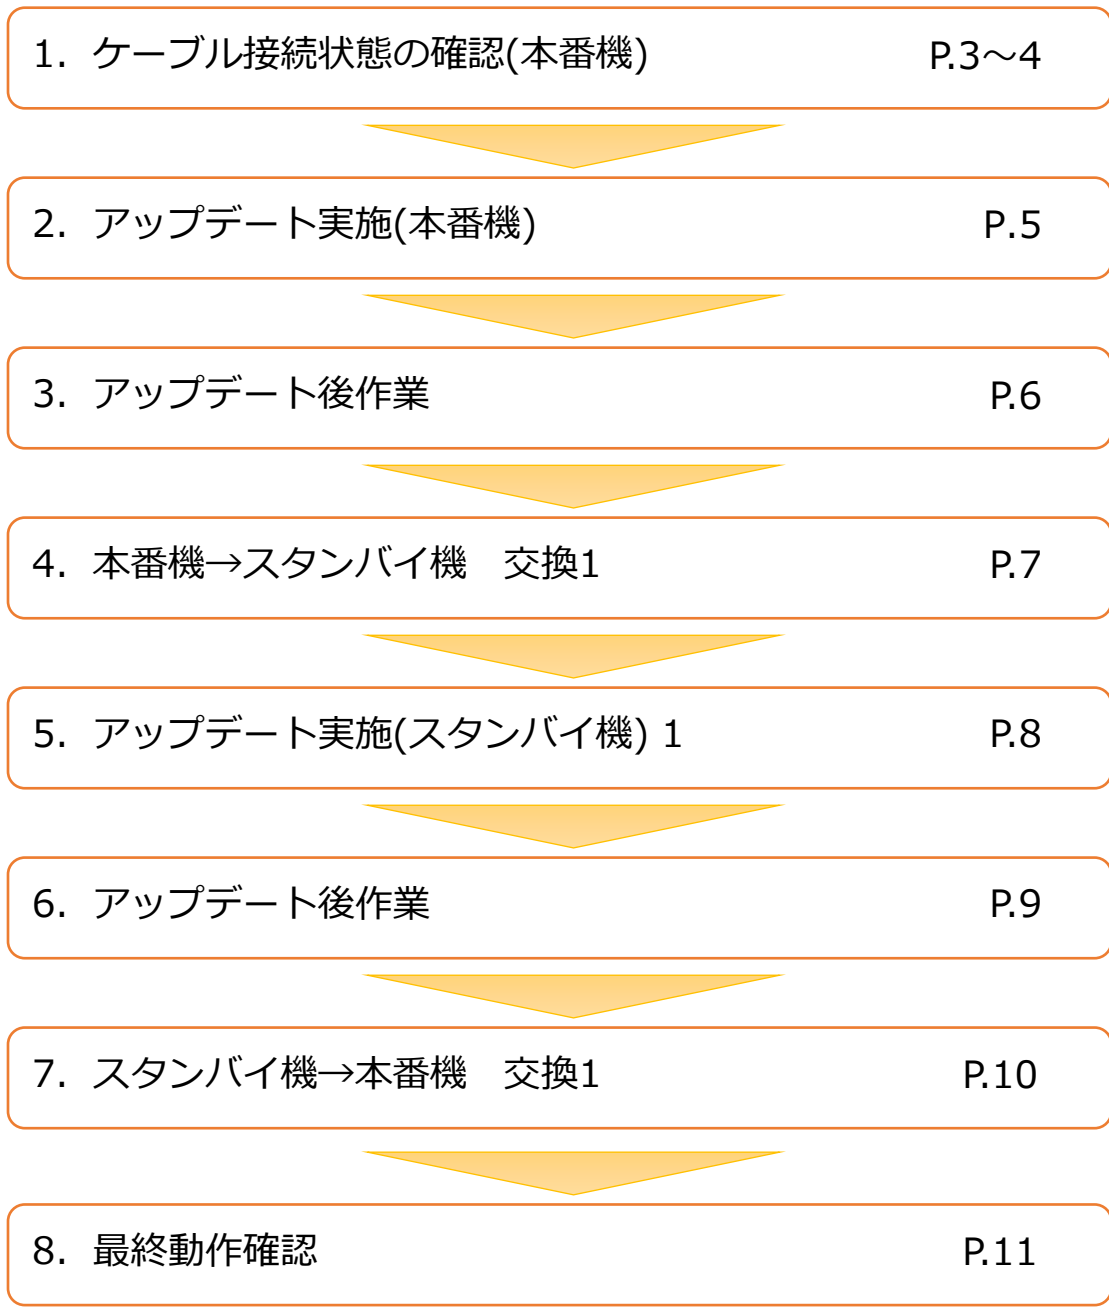 1. ケーブル接続状態の確認(本番機) P.3～4
2. アップデート実施(本番機) P.5
3. アップデート後作業 P.6
4. 本番機→スタンバイ機　交換1 P.7
5. アップデート実施(スタンバイ機) 1 P.8
6. アップデート後作業 P.9
7. スタンバイ機→本番機　交換1 P.10
8. 最終動作確認 P.11